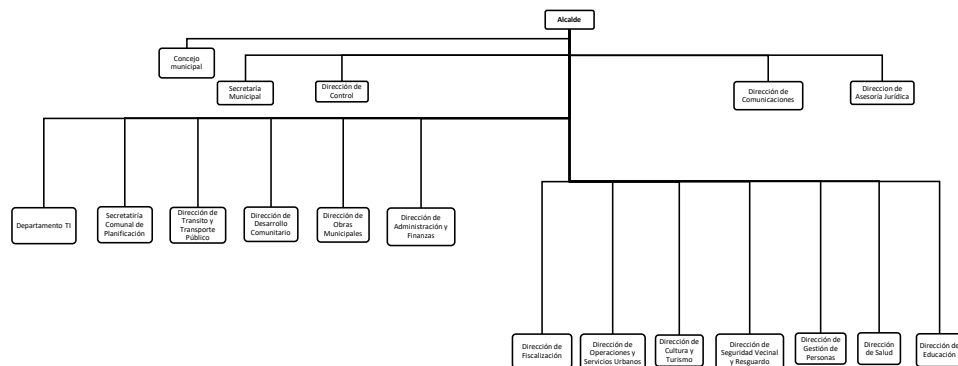 Alcalde
Concejo
municipal
Secretaría
Municipal
Dirección de
Control
Dirección de
Comunicaciones
Direccion de
Asesoría Jurídica
Departamento TI
Secretatiría
Comunal de
Planificación
Dirección de
Transito y
Transporte
Público
Dirección de
Desarrollo
Comunitario
Dirección de
Obras
Municipales
Dirección de
Administración y
Finanzas
Dirección de
Fiscalización
Dirección de
Operaciones y
Servicios Urbanos
Dirección de
Cultura y
Turismo
Dirección de
Seguridad Vecinal
y Resguardo
Dirección de
Gestión de
Personas
Dirección
de Salud
Dirección de
Educación